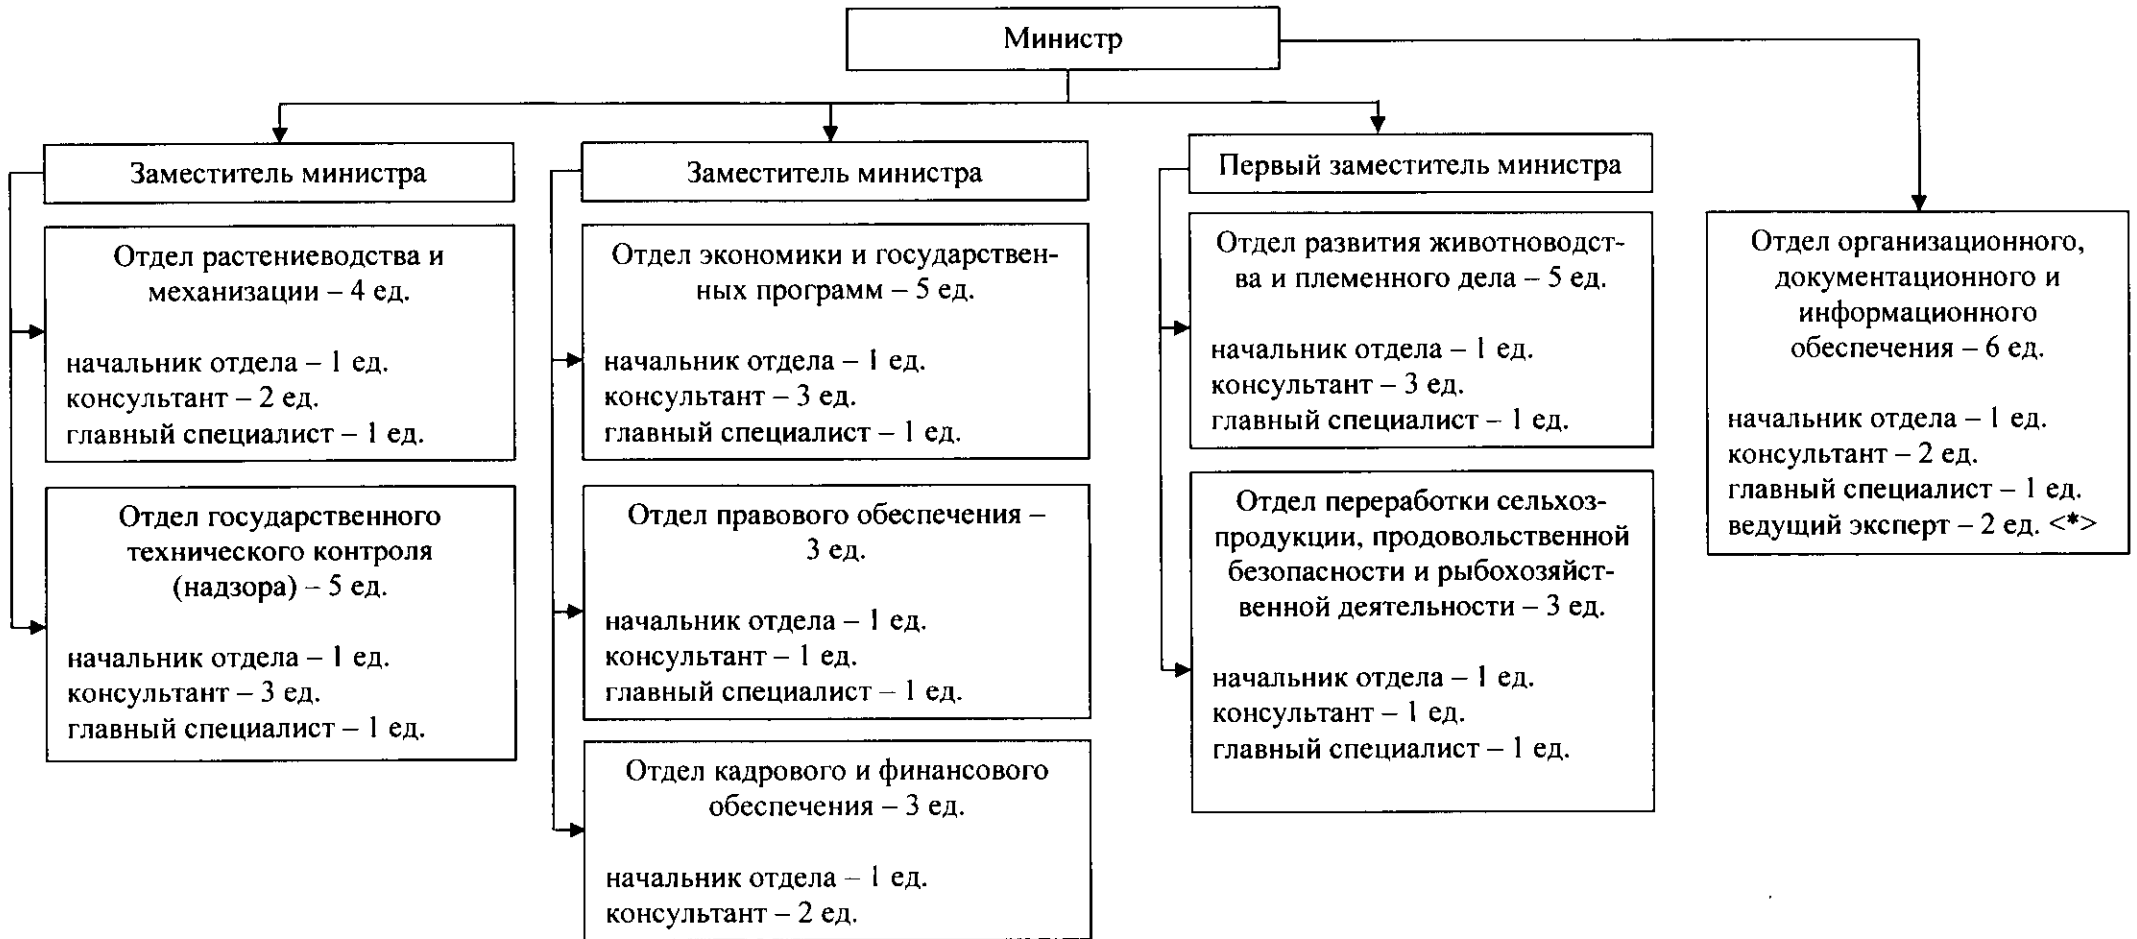 Министр
Заместитель министра
Отдел растениеводства и
механизации – 4 ед.
начальник отдела – 1 ед.
консультант – 2 ед.
главный специалист – 1 ед.
Отдел государственного
технического контроля
(надзора) – 5 ед.
начальник отдела – 1 ед.
консультант – 3 ед.
главный специалист – 1 ед.
Заместитель министра
Отдел экономики и государствен-
ных программ – 5 ед.
начальник отдела – 1 ед.
консультант – 3 ед.
главный специалист – 1 ед.
Отдел правового обеспечения –
3 ед.
начальник отдела – 1 ед.
консультант – 1 ед.
главный специалист – 1 ед.
Отдел кадрового и финансового
обеспечения – 3 ед.
начальник отдела – 1 ед.
консультант – 2 ед.
Первый заместитель министра
Отдел развития животноводст-
ва и племенного дела – 5 ед.
начальник отдела – 1 ед.
консультант – 3 ед.
главный специалист – 1 ед.
Отдел переработки сельхоз-
продукции, продовольственной
безопасности и рыбохозяйст-
венной деятельности – 3 ед.
начальник отдела – 1 ед.
консультант – 1 ед.
главный специалист – 1 ед.
Отдел организационного,
документационного и
информационного
обеспечения – 6 ед.
начальник отдела – 1 ед.
консультант – 2 ед.
главный специалист – 1 ед.
ведущий эксперт – 2 ед. <*>